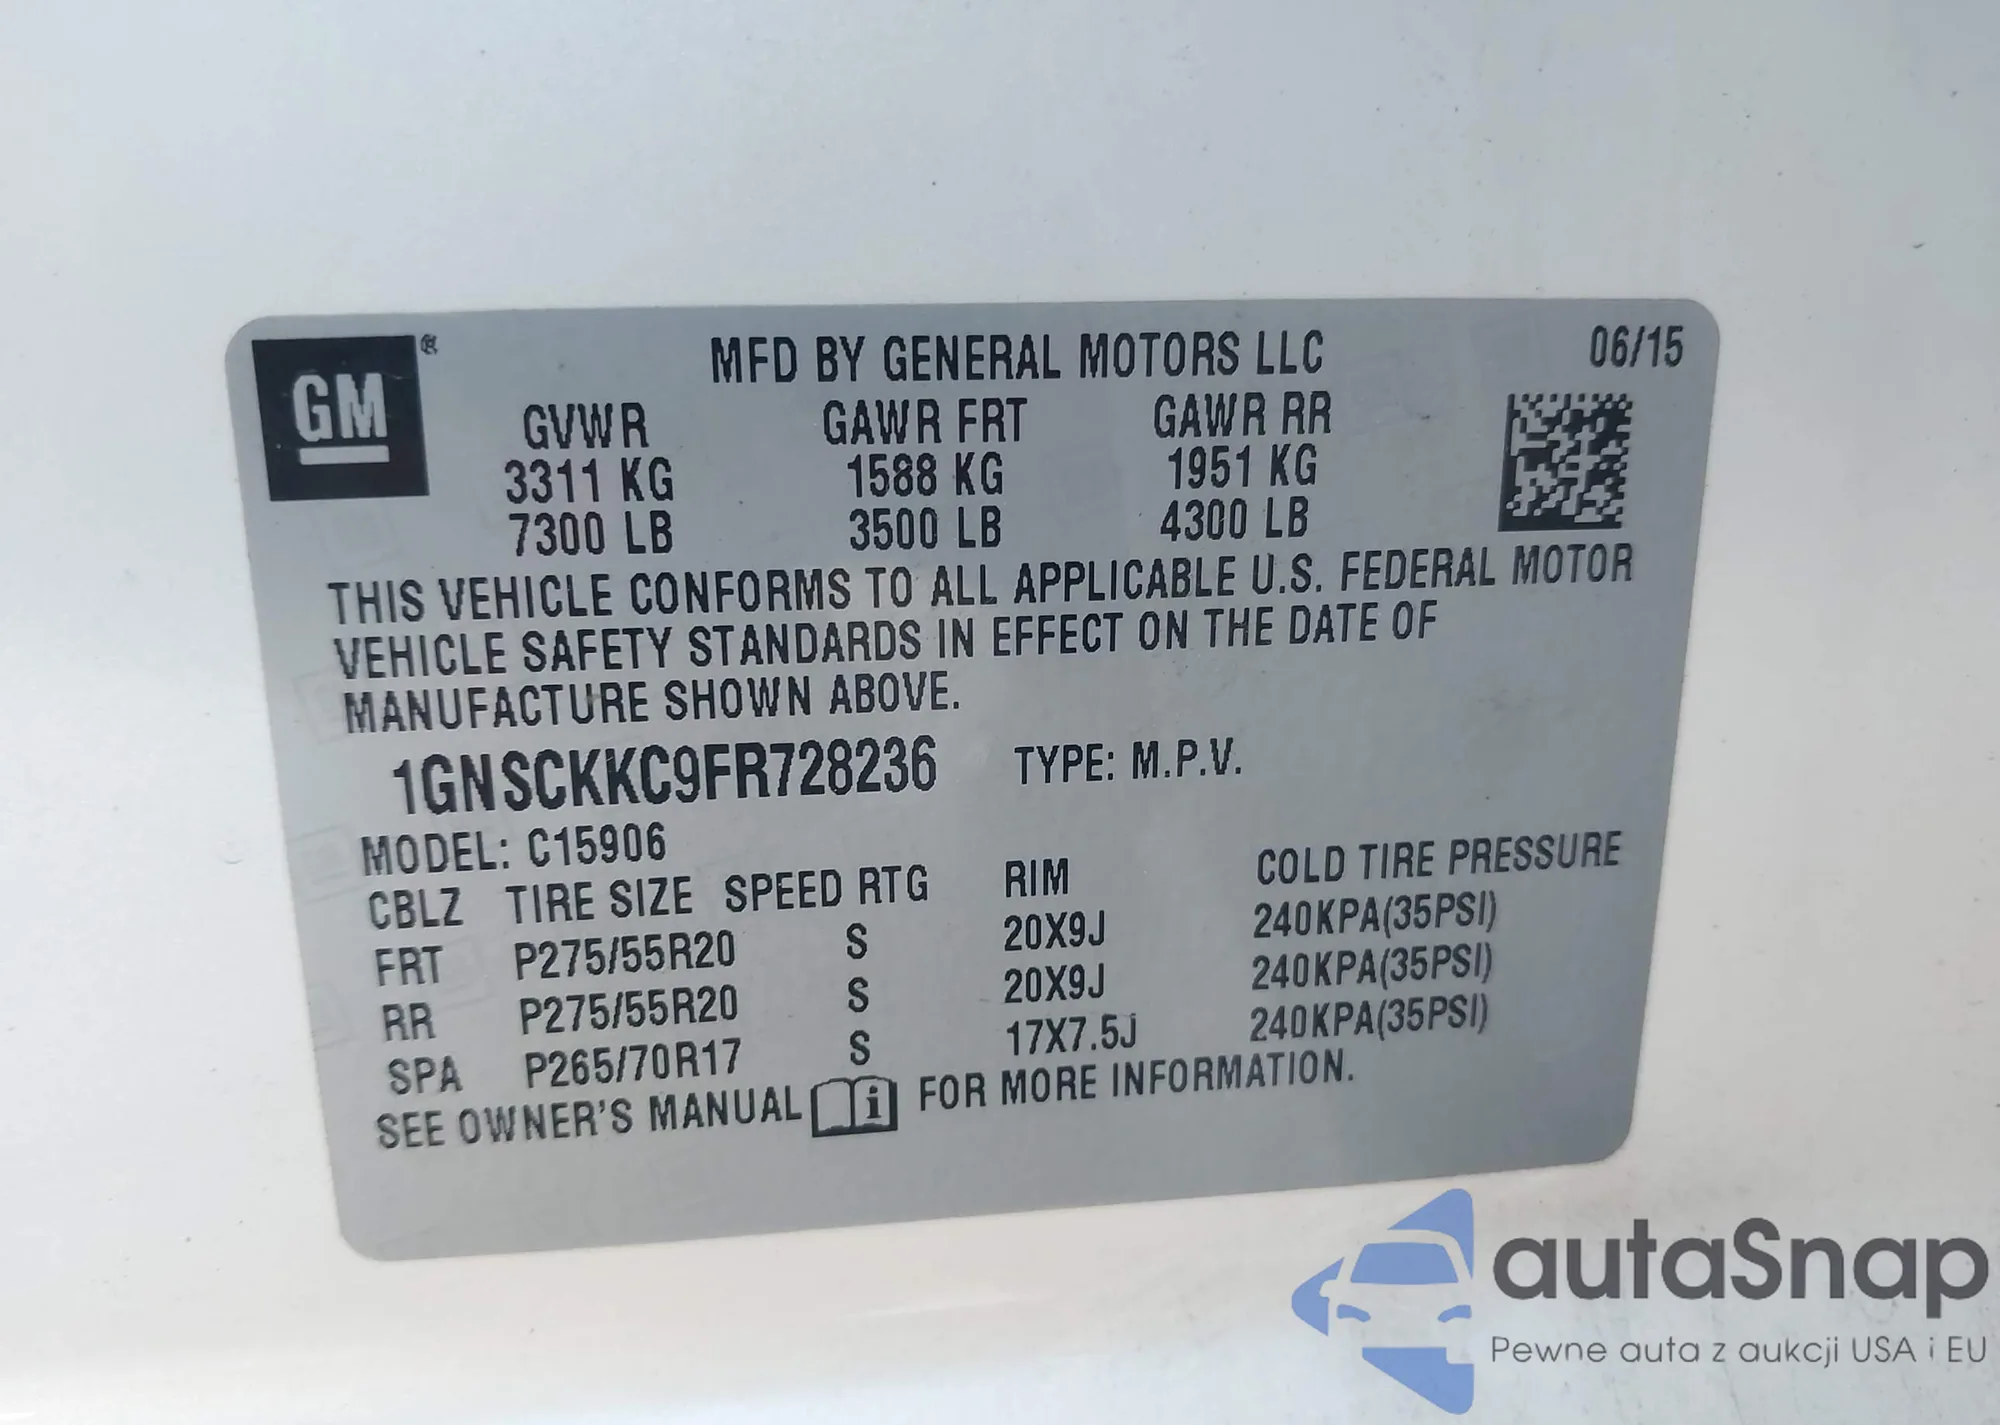 GM ®
MFD BY GENERAL MOTORS LLC 06/15
GVWR GAWR FRT GAWR RR
3311 KG 1588 KG 1951 KG
7300 LB 3500 LB 4300 LB
THIS VEHICLE CONFORMS TO ALL APPLICABLE U.S. FEDERAL MOTOR
VEHICLE SAFETY STANDARDS IN EFFECT ON THE DATE OF
MANUFACTURE SHOWN ABOVE.
1GNSCKKC9FR728236 TYPE: M.P.V.
MODEL: C15906
CBLZ TIRE SIZE SPEED RTG RIM COLD TIRE PRESSURE
FRT P275/55R20 S 20X9J 240KPA(35PSI)
RR P275/55R20 S 20X9J 240KPA(35PSI)
SPA P265/70R17 S 17X7.5J 240KPA(35PSI)
SEE OWNER'S MANUAL i FOR MORE INFORMATION.
autaSnap
Pewne auta z aukcji USA i EU